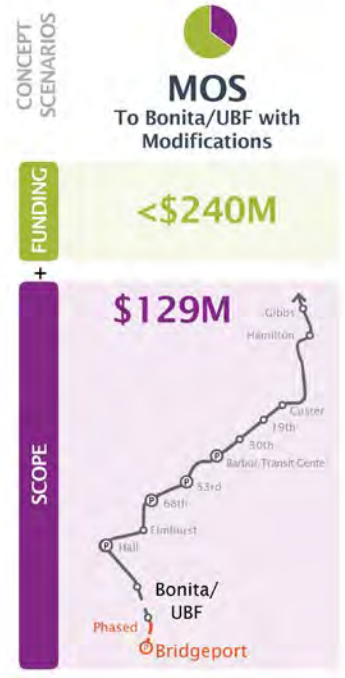 CONCEPT
SCENARIOS
MOS
To Bonita/UBF with
Modifications
FUNDING
<$240M
+
SCOPE
$129M
Gibbs
Hamilton
Custer
19th
30th
Barbur Transit Cente
53rd
P
68th
P
P
Elmhurst
Hall
P
Bonita/
UBF
Phased
Bridgeport
P